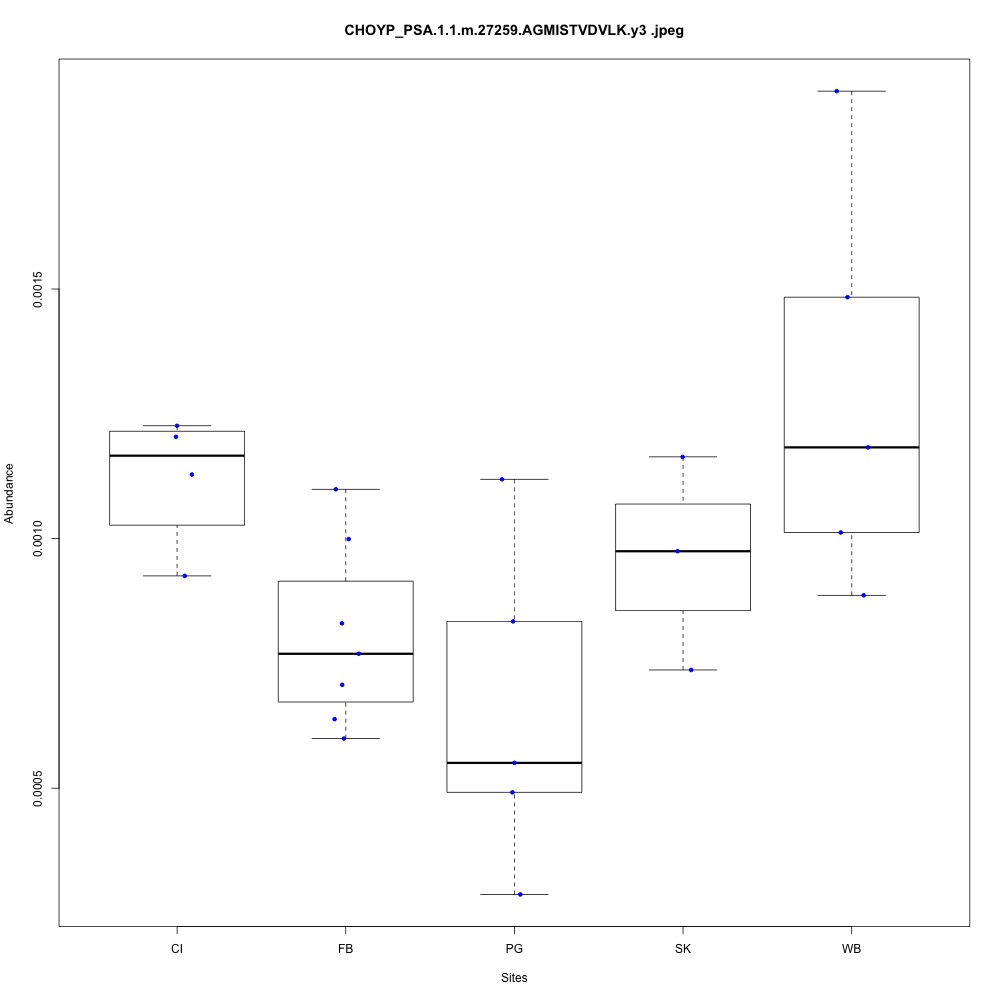 CHOYP_PSA.1.1.m.27259.AGMISTVDVLK.y3 .jpeg
Abundance
0.0015
0.0010
0.0005
CI FB PG SK WB
Sites